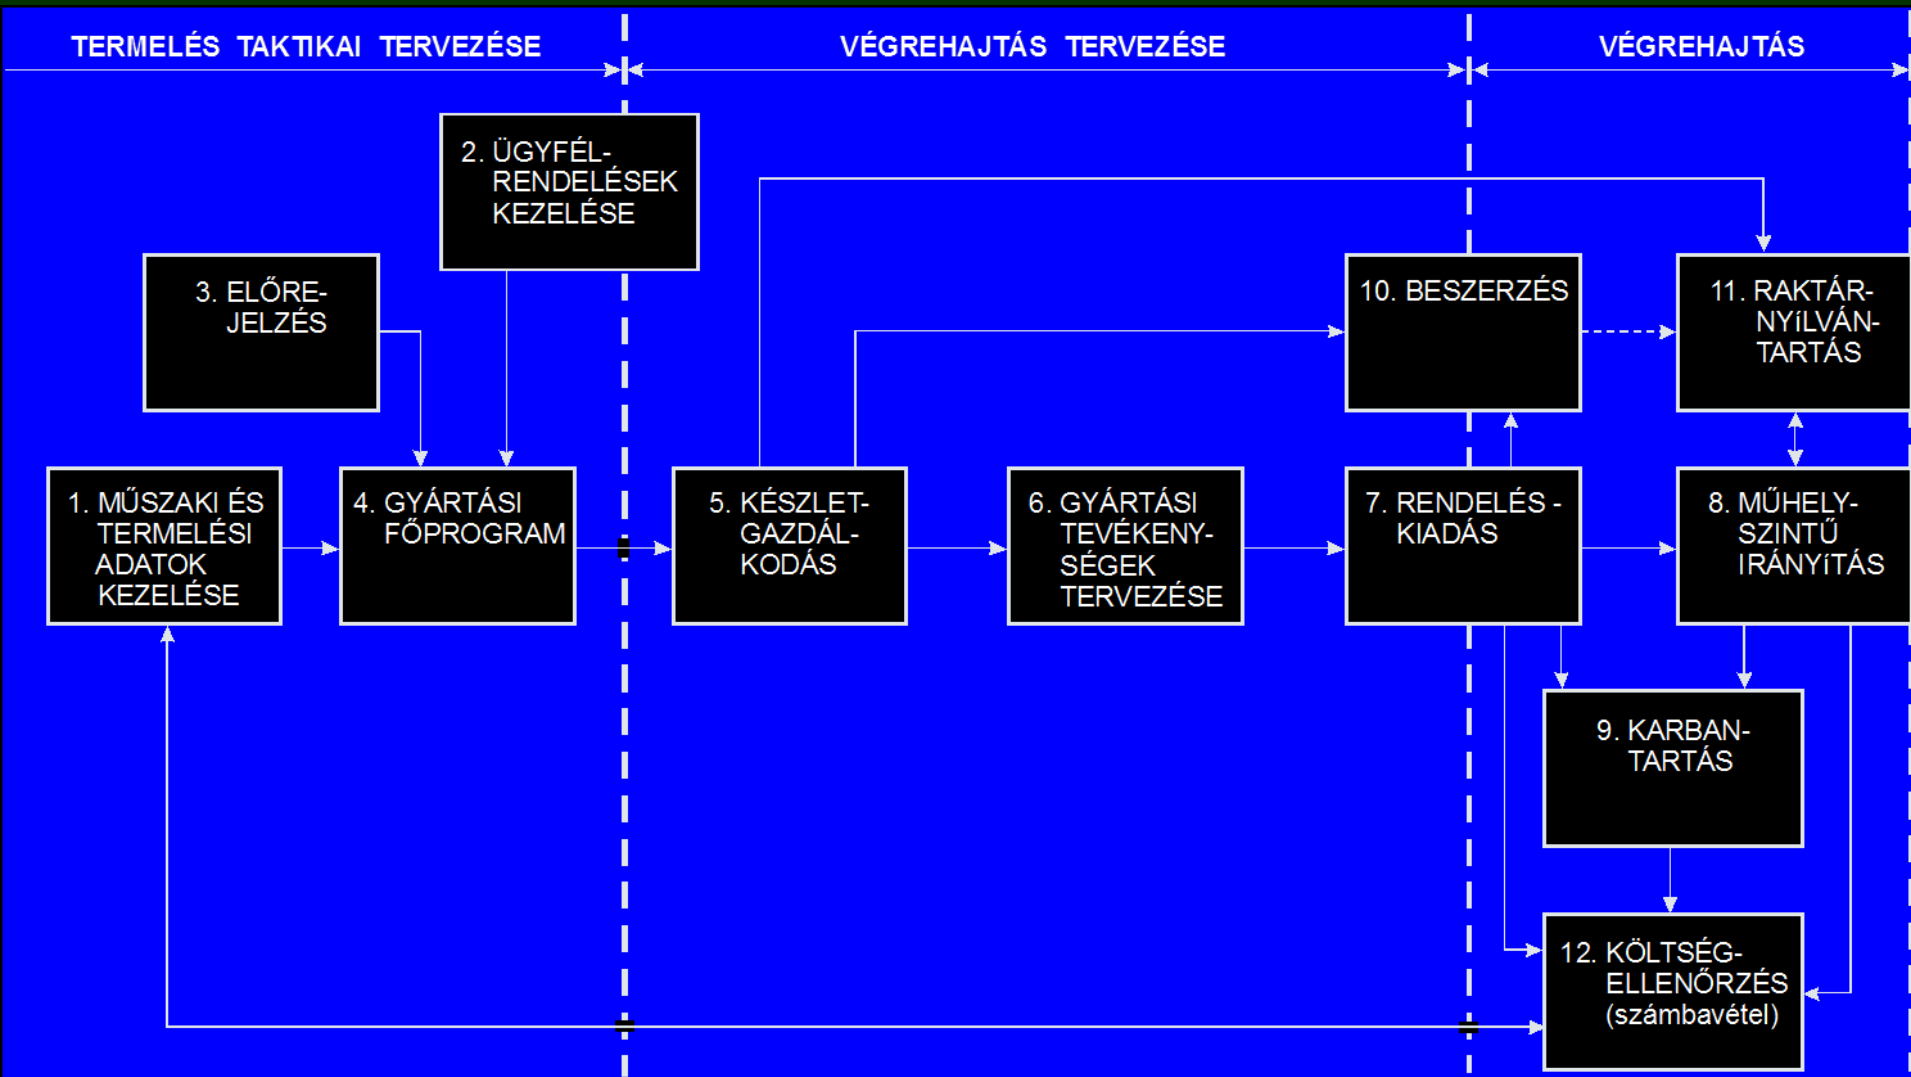 TERMELÉS TAKTIKAI TERVEZÉSE
VÉGREHAJTÁS TERVEZÉSE
VÉGREHAJTÁS
2. ÜGYFÉL-
RENDELÉSEK
KEZELÉSE
3. ELŐRE-
JELZÉS
10. BESZERZÉS
11. RAKTÁR-
NYíLVÁN-
TARTÁS
1. MŰSZAKI ÉS
TERMELÉSI
ADATOK
KEZELÉSE
4. GYÁRTÁSI
FŐPROGRAM
5. KÉSZLET-
GAZDÁL-
KODÁS
6. GYÁRTÁSI
TEVÉKENY-
SÉGEK
TERVEZÉSE
7. RENDELÉS -
KIADÁS
8. MŰHELY-
SZINTŰ
IRÁNYíTÁS
9. KARBAN-
TARTÁS
12. KÖLTSÉG-
ELLENŐRZÉS
(számbavétel)